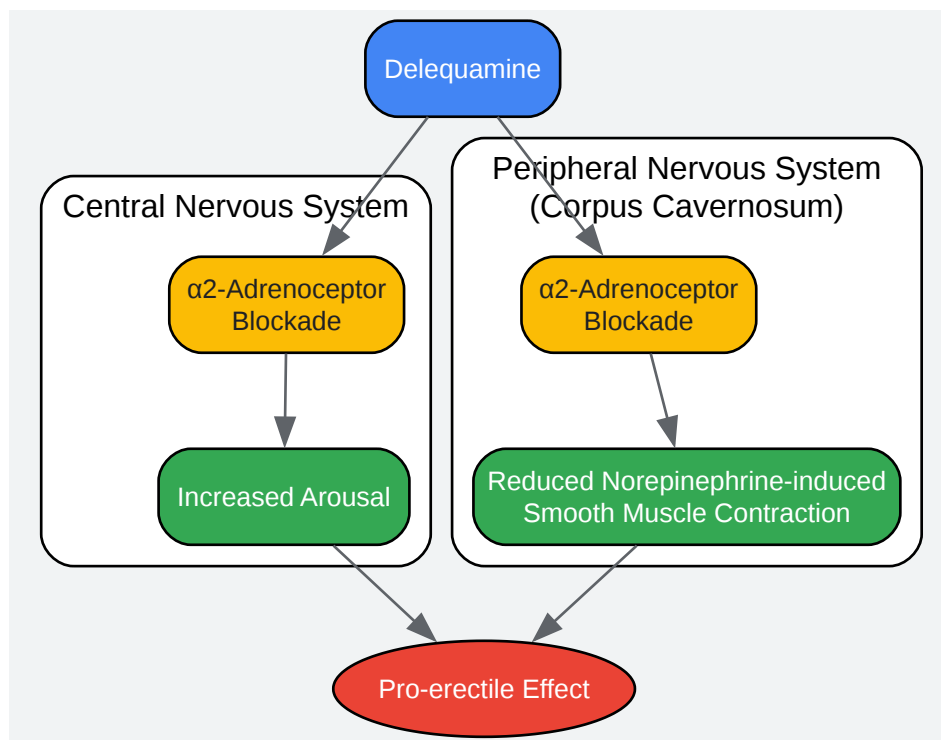 Delequamine
Central Nervous System
α2-Adrenoceptor
Blockade
Increased Arousal
Peripheral Nervous System
(Corpus Cavernosum)
α2-Adrenoceptor
Blockade
Reduced Norepinephrine-induced
Smooth Muscle Contraction
Pro-erectile Effect